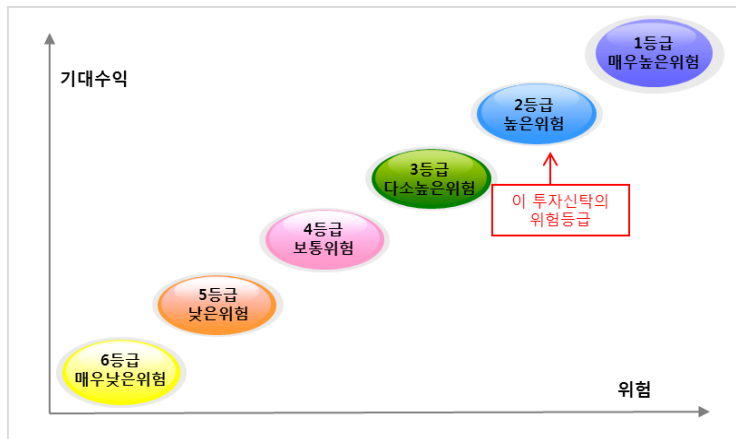 1등급
매우높은위험
기대수익
2등급
높은위험
3등급
다소높은위험
이 투자신탁의
위험등급
4등급
보통위험
5등급
낮은위험
6등급
매우낮은위험
위험